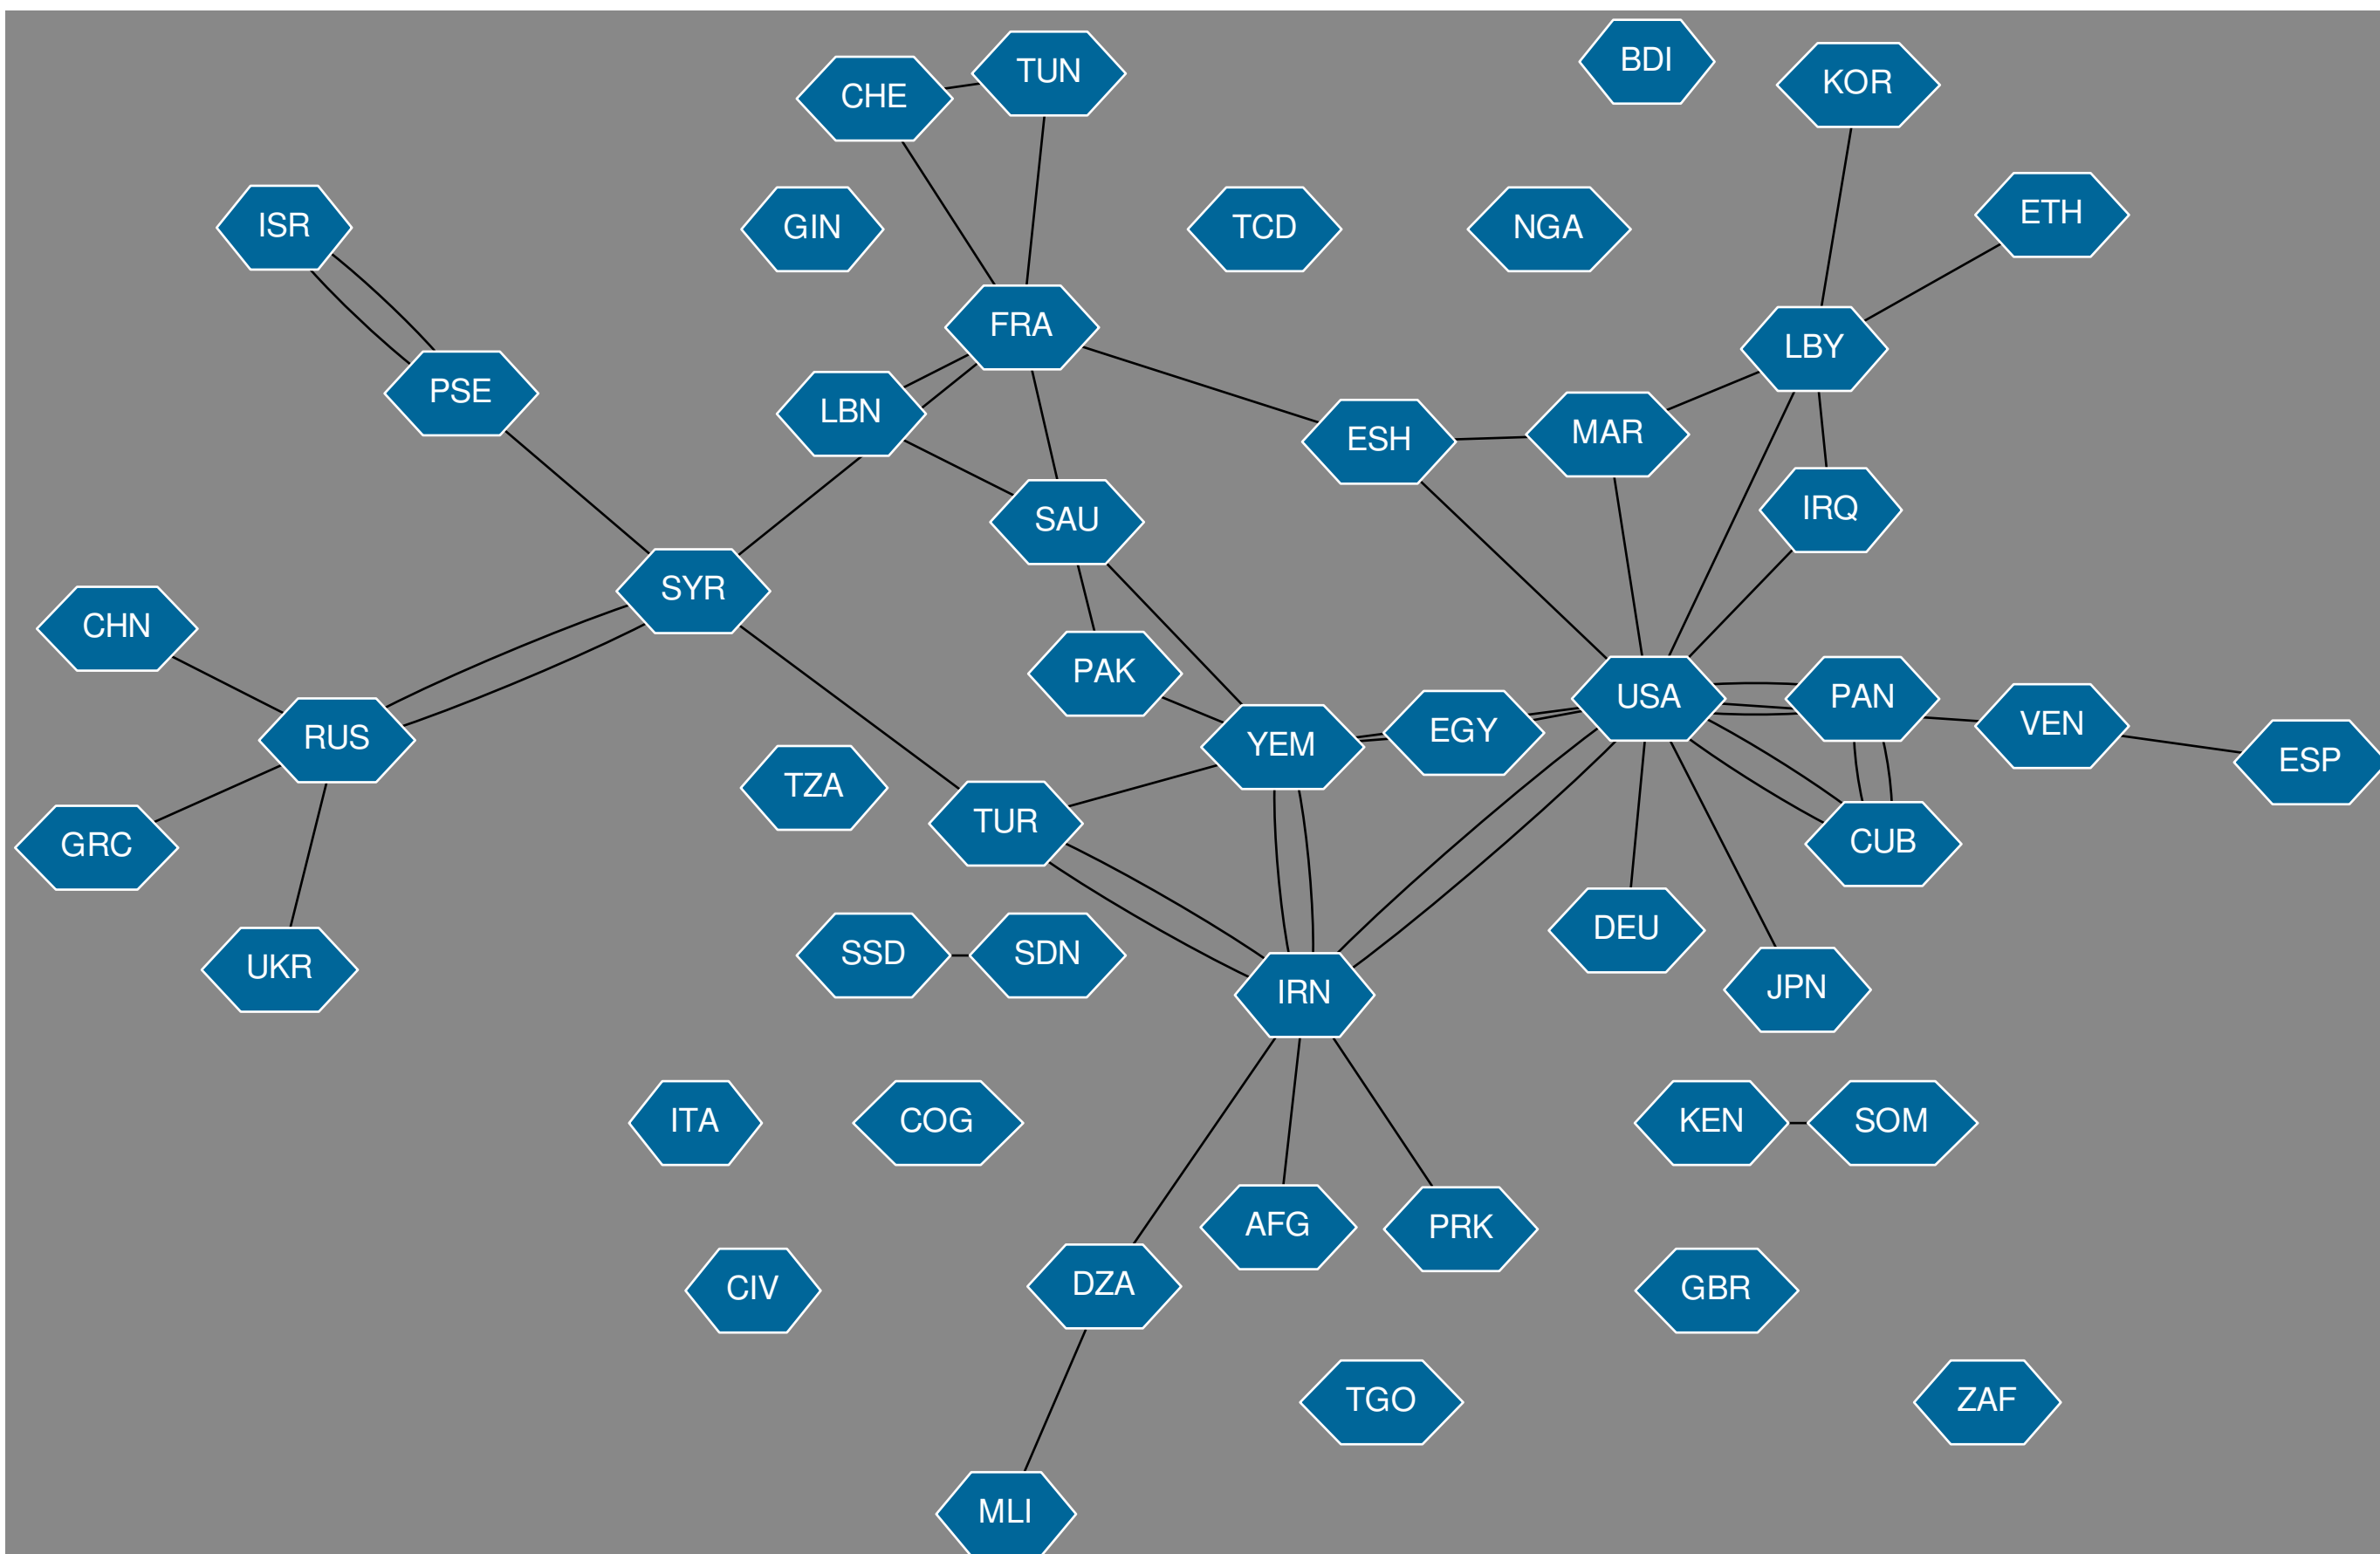 BDI
TUN
KOR
CHE
ETH
ISR
GIN
TCD
NGA
FRA
LBY
PSE
LBN
MAR
ESH
IRQ
SAU
SYR
CHN
PAK
USA
PAN
VEN
RUS
EGY
YEM
ESP
TZA
TUR
CUB
GRC
DEU
SSD
SDN
UKR
JPN
IRN
ITA
COG
KEN
SOM
AFG
PRK
DZA
CIV
GBR
TGO
ZAF
MLI